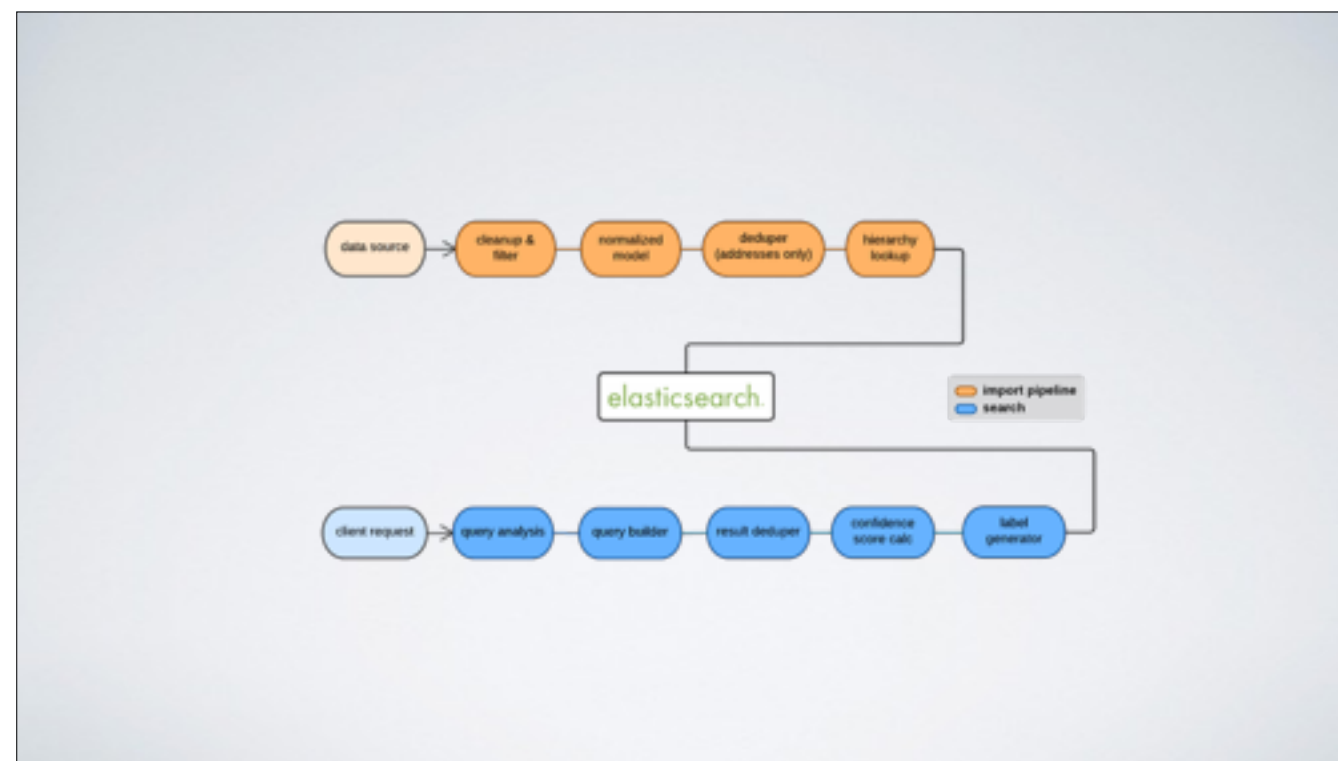 data source
cleanup &
filter
normalized
model
deduper
(addresses only)
hierarchy
lookup
elasticsearch.
import pipeline
search
client request
query analysis
query builder
result deduper
confidence
score calc
label
generator